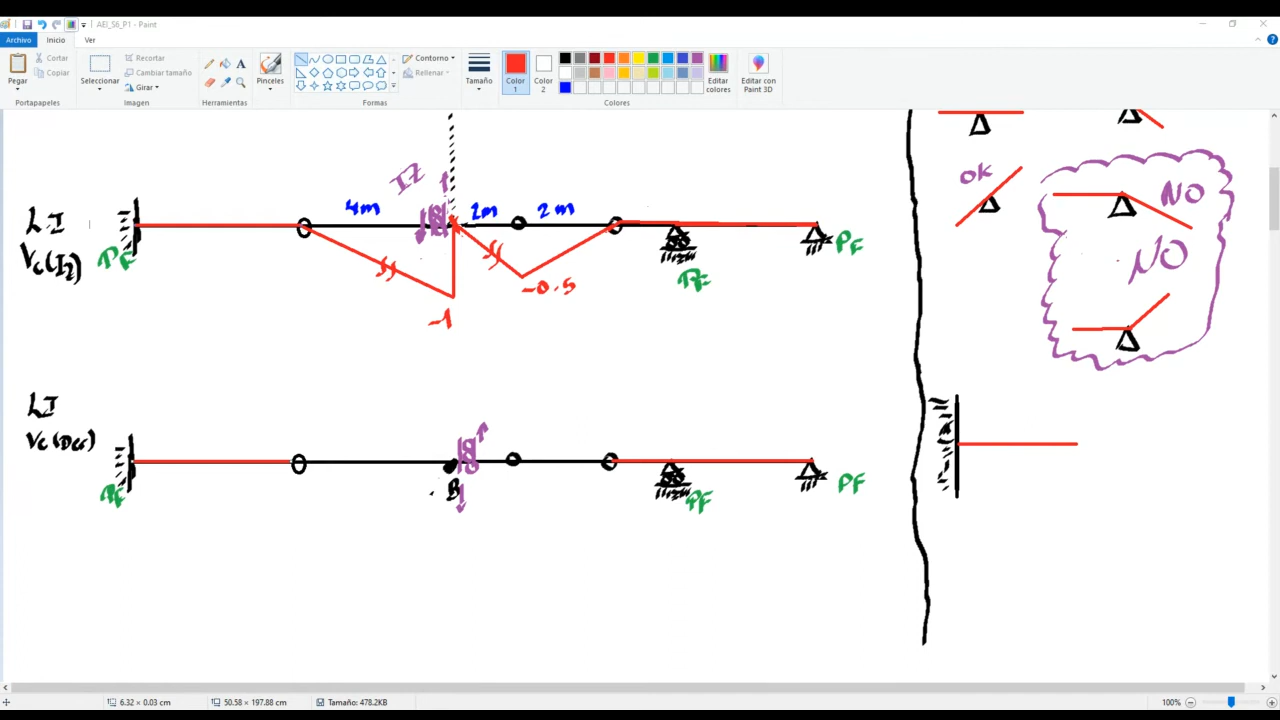 AEI_S6_P1 - Paint
Archivo
Inicio
Ver
Pegar
Cortar
Copiar
Portapapeles
Seleccionar
Recortar
Cambiar tamaño
Girar
Imagen
Herramientas
Pinceles
Contorno
Rellenar
Formas
Tamaño
Color
1
Color
2
Colores
Editar
colores
Editar con
Paint 3D
LI
Vc(Iz)
PF
4m
Iz
2m
2m
-1
-0.5
PF
PF
OK
NO
NO
LI
Vc(Der)
PF
B
PF
PF
6.32 × 0.03 cm
50.58 × 197.88 cm
Tamaño: 478.2KB
100%